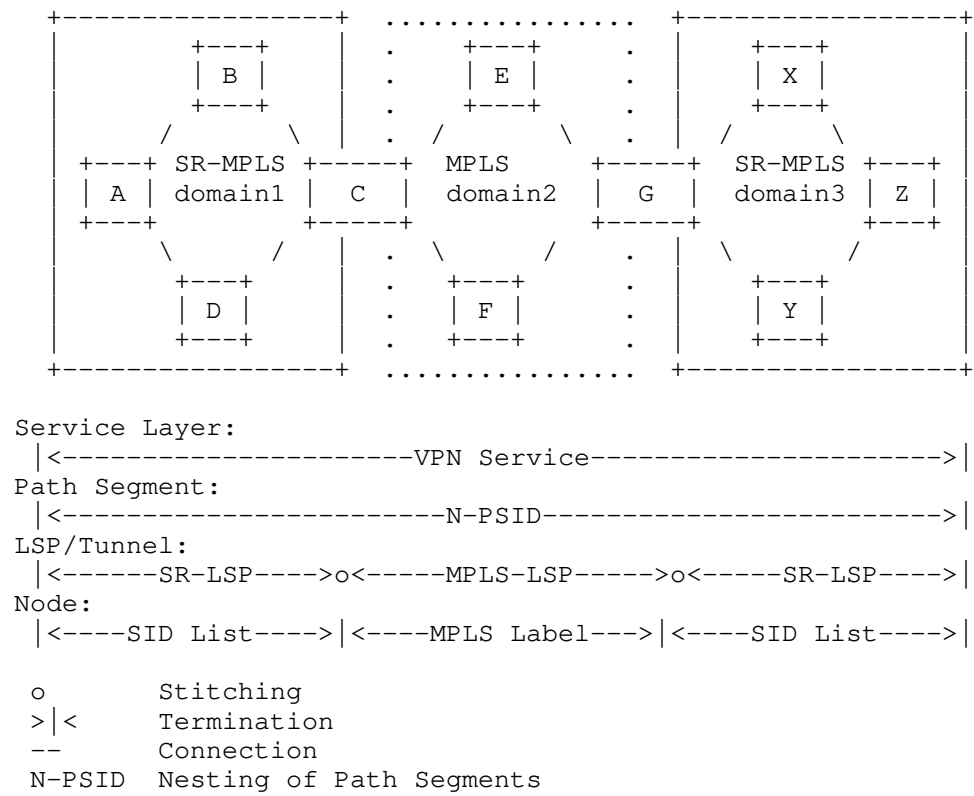 +-----------------+  ................  +-----------------+
     |        +---+    |  .    +---+     .  |    +---+        |
     |        | B |    |  .    | E |     .  |    | X |        |
     |        +---+    |  .    +---+     .  |    +---+        |
     |      /       \  |  .  /       \   .  |  /      \       |
     | +---+ SR-MPLS +-----+  MPLS     +-----+  SR-MPLS +---+ |
     | | A | domain1 |  C  |  domain2  |  G  |  domain3 | Z | |
     | +---+         +-----+           +-----+          +---+ |
     |      \      /   |  .  \      /    .  |  \       /      |
     |       +---+     |  .   +---+      .  |    +---+        |
     |       | D |     |  .   | F |      .  |    | Y |        |
     |       +---+     |  .   +---+      .  |    +---+        |
     +-----------------+  ................  +-----------------+
Service Layer:
|<----------------------VPN Service---------------------->|
Path Segment:
|<------------------------N-PSID------------------------->|
LSP/Tunnel:
|<------SR-LSP---->o<-----MPLS-LSP----->o<-----SR-LSP---->|
Node:
|<----SID List---->|<----MPLS Label--->|<----SID List---->|
o       Stitching
>|<     Termination
--      Connection
N-PSID  Nesting of Path Segments